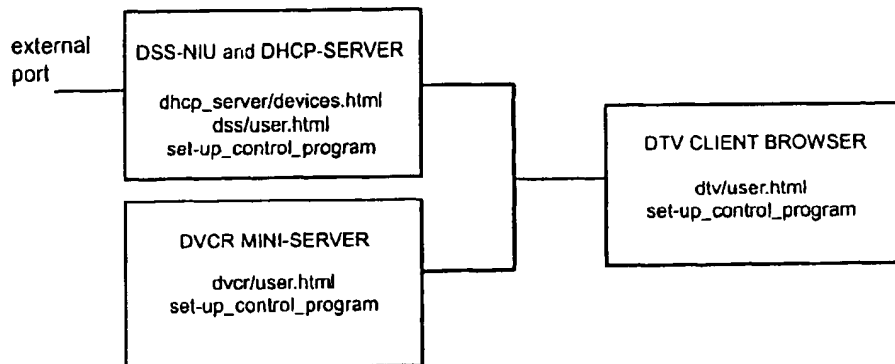 external
port
DSS-NIU and DHCP-SERVER
dhcp_server/devices.html
dss/user.html
set-up_control_program
DVCR MINI-SERVER
dvcr/user.html
set-up_control_program
DTV CLIENT BROWSER
dtv/user.html
set-up_control_program